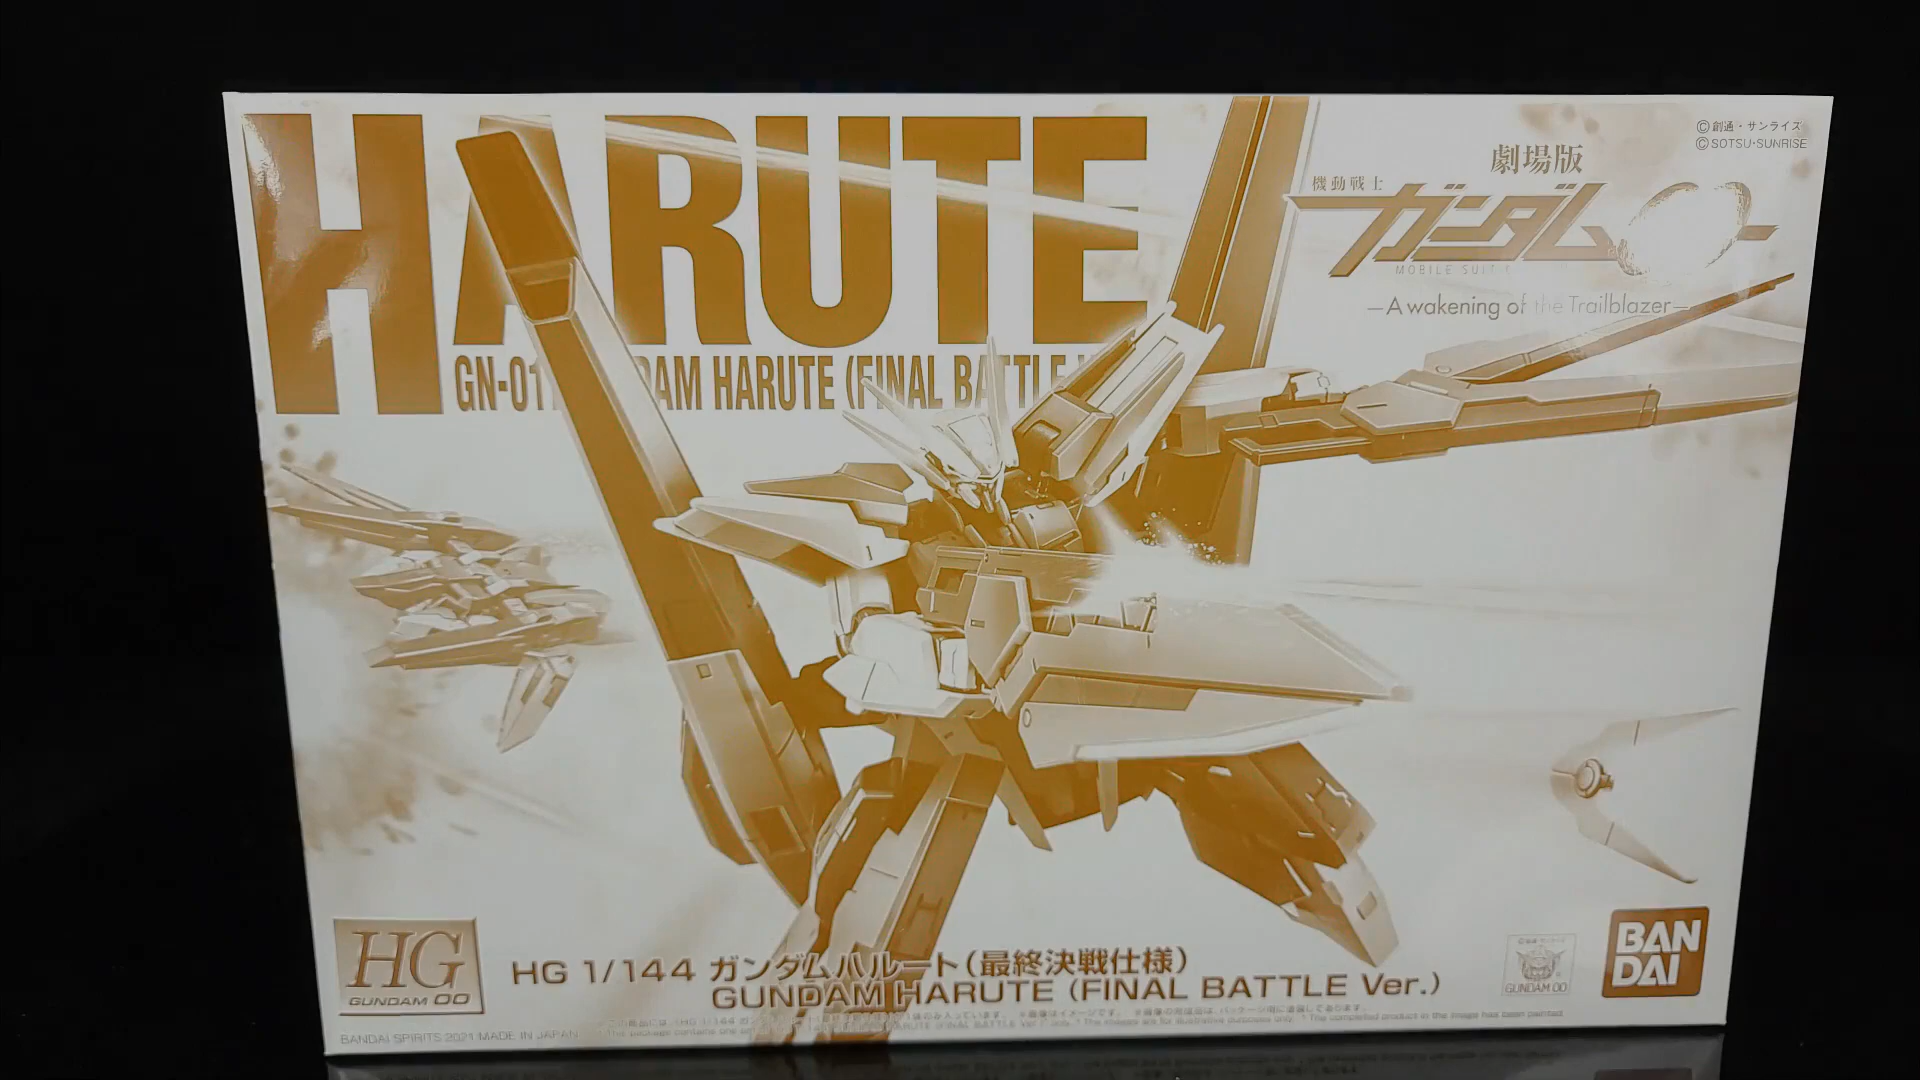 HARUTE
GN-01 DAM HARUTE (FINAL BATTLE
©創通・サンライズ
©SOTSU・SUNRISE
劇場版
機動戦士
ガンダム
MOBILE SUIT
—Awakening of the Trailblazer—
HG
GUNDAM 00
HG 1/144 ガンダムハルート(最終決戦仕様)
GUNDAM HARUTE (FINAL BATTLE Ver.)
GUNDAM 00
BAN
DAI
BANDAI SPIRITS 2021 MADE IN JAPAN